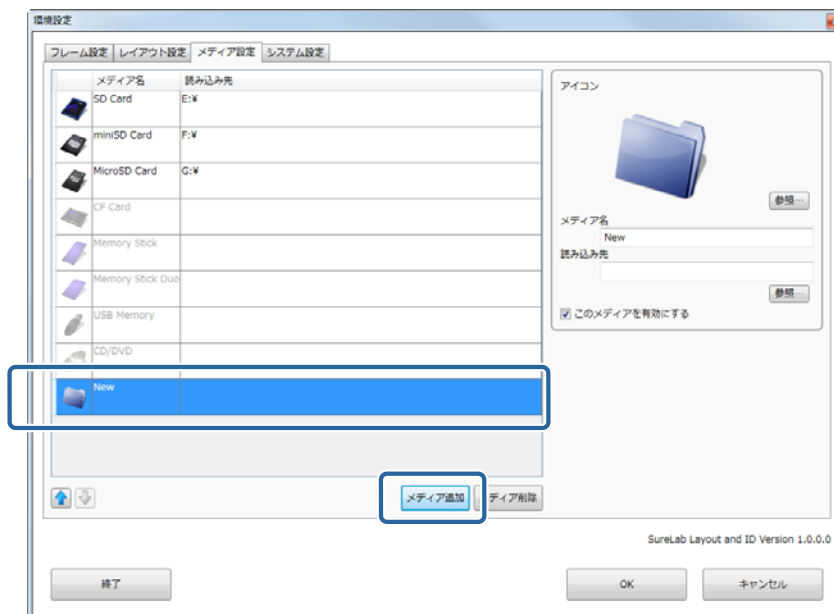 環境設定
フレーム設定 レイアウト設定 メディア設定 システム設定
メディア名 読み込み先
SD Card E:¥
miniSD Card F:¥
MicroSD Card G:¥
CF Card
Memory Stick
Memory Stick Duo
USB Memory
CD/DVD
New
アイコン
参照…
メディア名
New
読み込み先
参照…
このメディアを有効にする
メディア追加 ディア削除
SureLab Layout and ID Version 1.0.0.0
終了 OK キャンセル